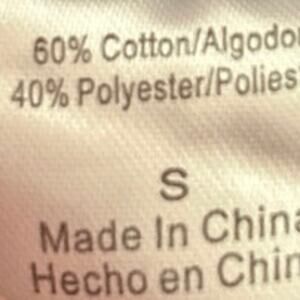 60% Cotton/Algodo
40% Polyester/Polies
S
Made In China
Hecho en Chin